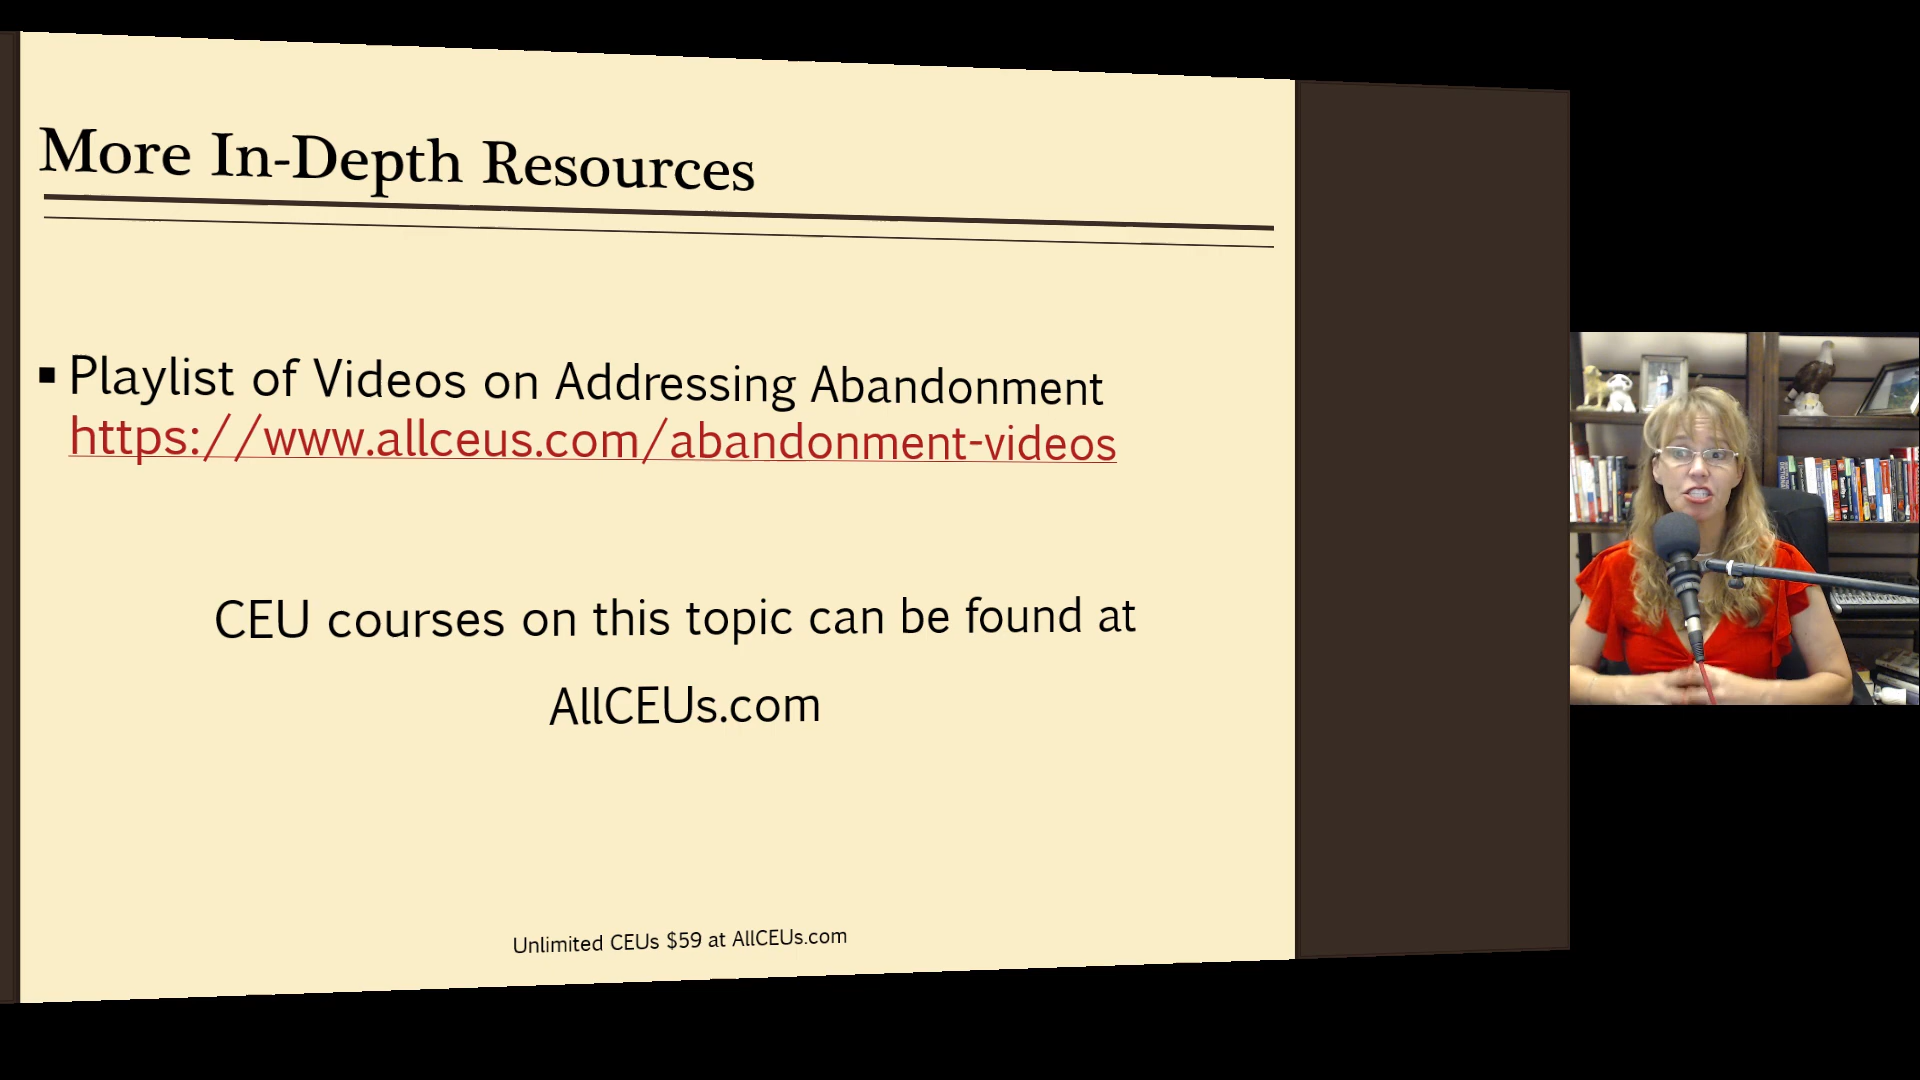 More In-Depth Resources
▪ Playlist of Videos on Addressing Abandonment
https://www.allceus.com/abandonment-videos
CEU courses on this topic can be found at
AllCEUs.com
Unlimited CEUs $59 at AllCEUs.com